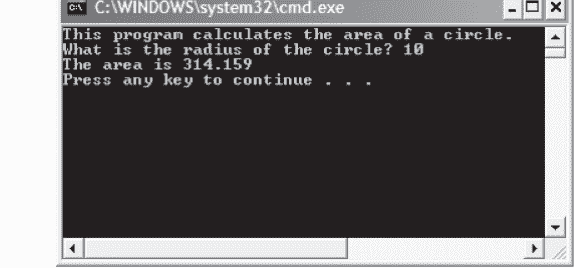 C:\WINDOWS\system32\cmd.exe
This program calculates the area of a circle.
What is the radius of the circle? 10
The area is 314.159
Press any key to continue . . .